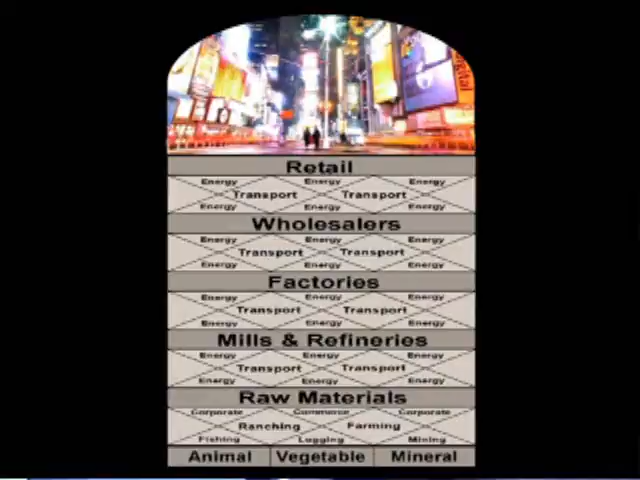 Retail
Energy Energy Energy
Transport Transport
Energy Energy Energy
Wholesalers
Energy Energy Energy
Transport Transport
Energy Energy Energy
Factories
Energy Energy Energy
Transport Transport
Energy Energy Energy
Mills & Refineries
Energy Energy Energy
Transport Transport
Energy Energy Energy
Raw Materials
Corporate Commerce Corporate
Ranching Farming
Fishing Logging Mining
Animal Vegetable Mineral